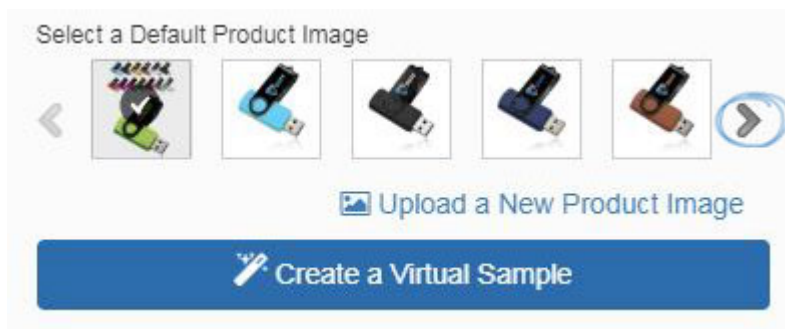 Select a Default Product Image
Upload a New Product Image
Create a Virtual Sample